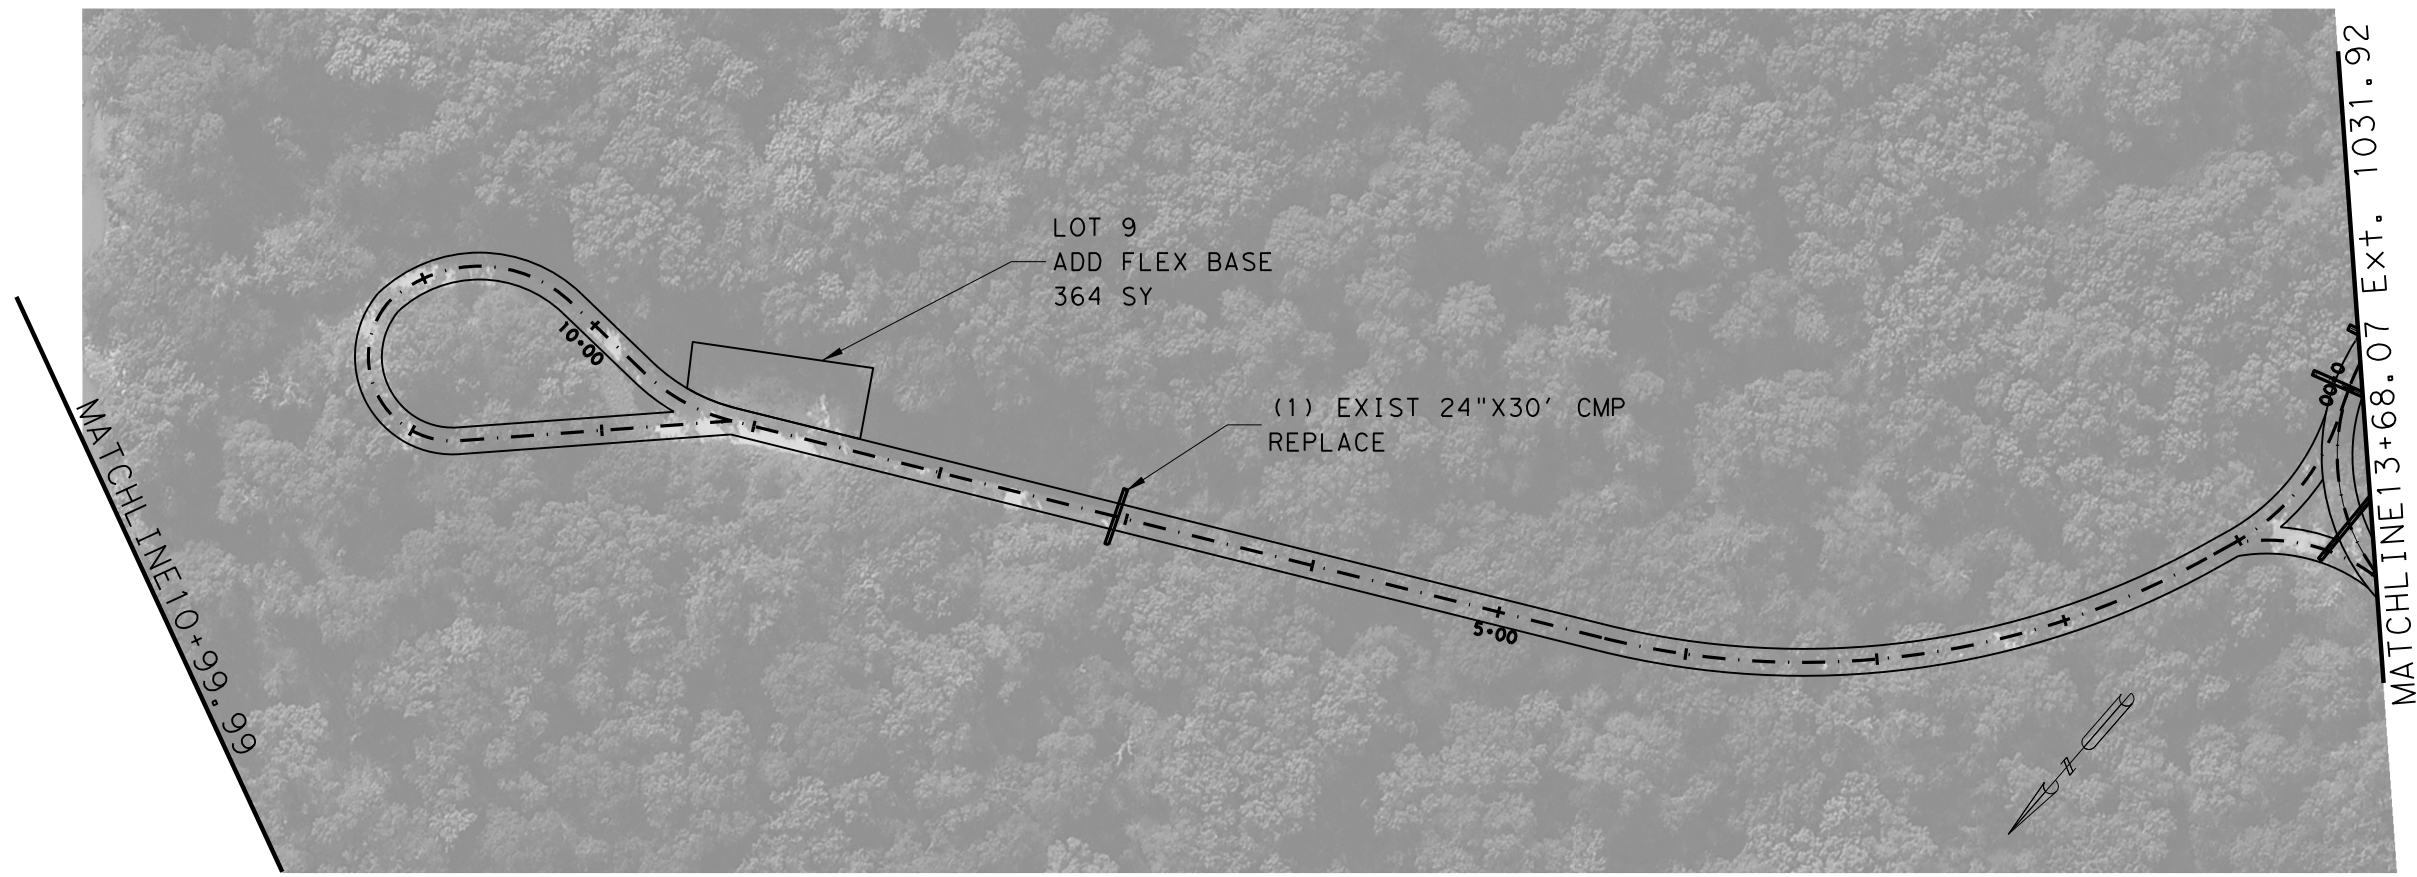 MATCHLINE13+68.07 Ext. 1031.92
LOT 9
ADD FLEX BASE
364 SY
10+00
0+00
(1) EXIST 24"X30' CMP
REPLACE
MATCHLINE10+99.99
5+00
N